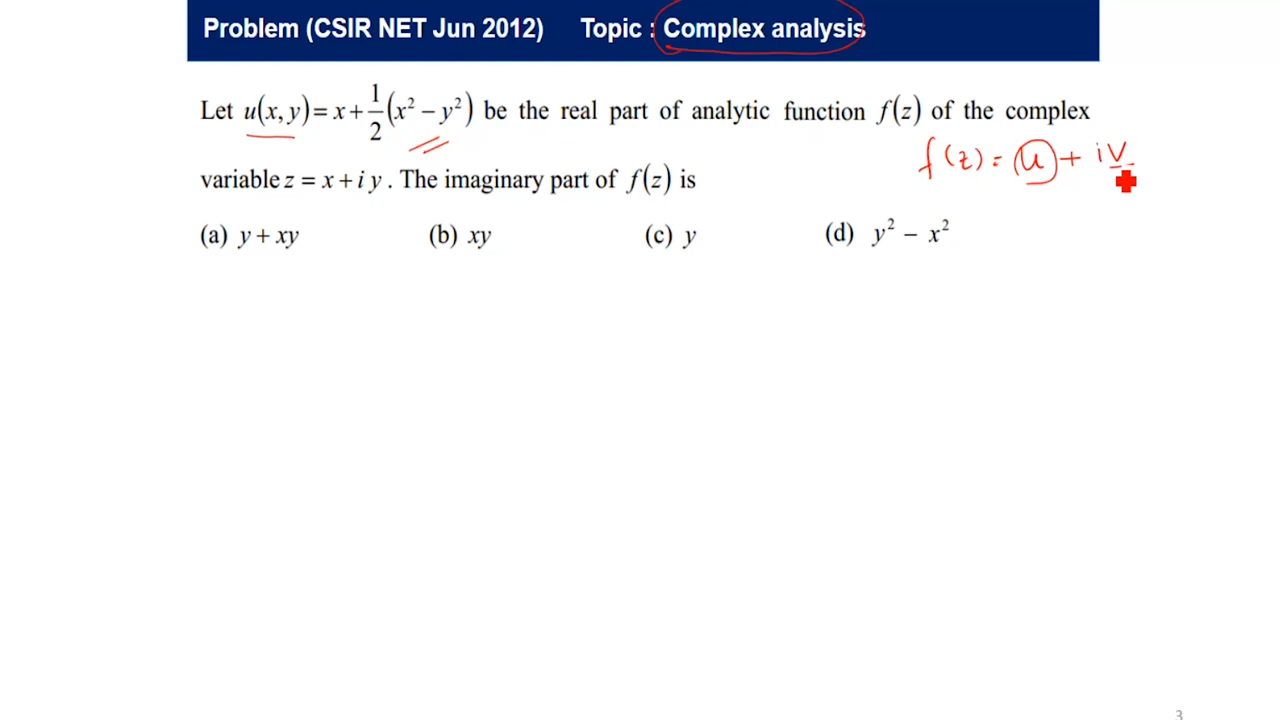 Problem (CSIR NET Jun 2012) Topic : Complex analysis
Let u(x, y) = x + 1/2 (x² − y²) be the real part of analytic function f(z) of the complex
f(z) = u + iv
variable z = x + i y . The imaginary part of f(z) is
(a) y + xy (b) xy (c) y (d) y² − x²
3